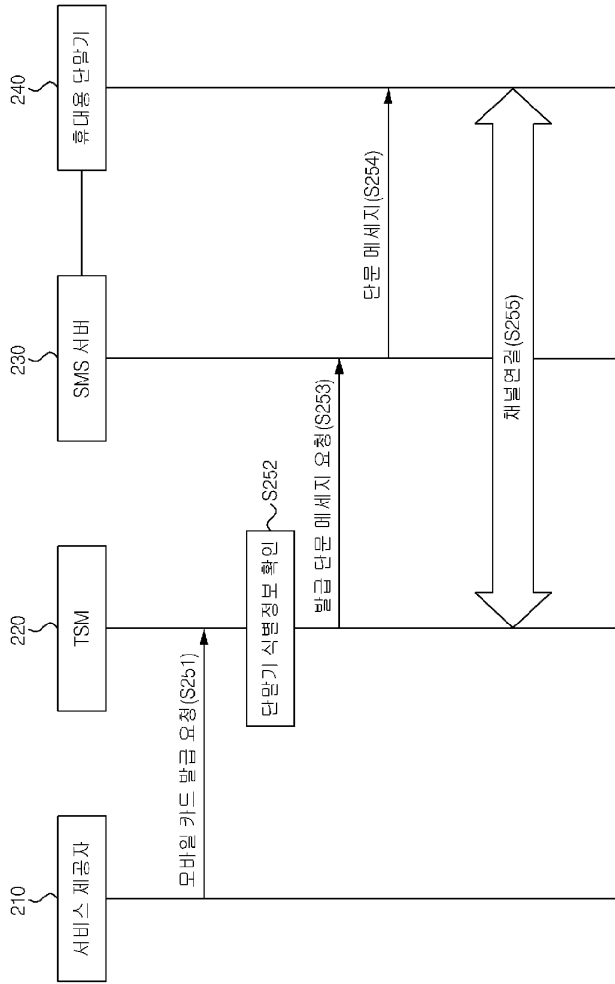 210
서비스 제공자
220
TSM
230
SMS 서버
240
휴대용 단말기
모바일 카드 발급 요청(S251)
단말기 식별정보 확인
S252
발급 단문 메세지 요청(S253)
단문 메세지(S254)
채널연결(S255)